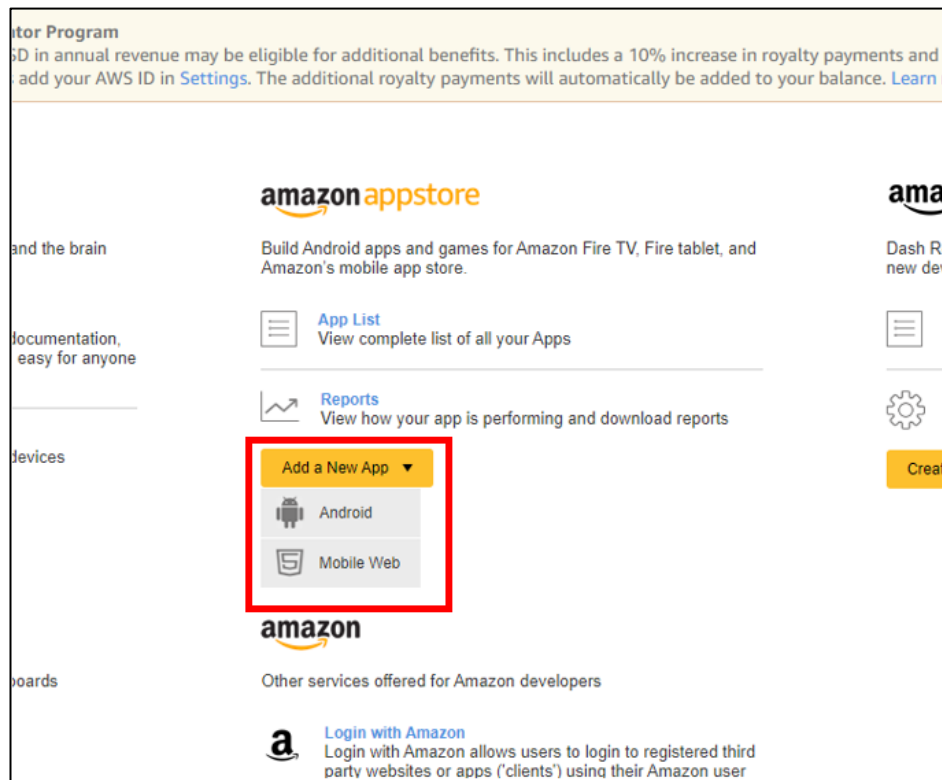 tor Program
SD in annual revenue may be eligible for additional benefits. This includes a 10% increase in royalty payments and
add your AWS ID in Settings. The additional royalty payments will automatically be added to your balance. Learn
amazon appstore
ama
and the brain
Build Android apps and games for Amazon Fire TV, Fire tablet, and
Amazon's mobile app store.
Dash R
new de
App List
View complete list of all your Apps
documentation,
easy for anyone
Reports
View how your app is performing and download reports
devices
Add a New App
Creat
Android
Mobile Web
amazon
oards
Other services offered for Amazon developers
Login with Amazon
Login with Amazon allows users to login to registered third
party websites or apps ('clients') using their Amazon user